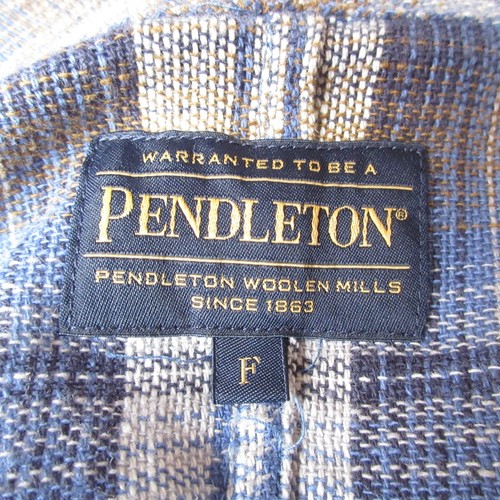 WARRANTED TO BE A
PENDLETON®
PENDLETON WOOLEN MILLS
SINCE 1863
F